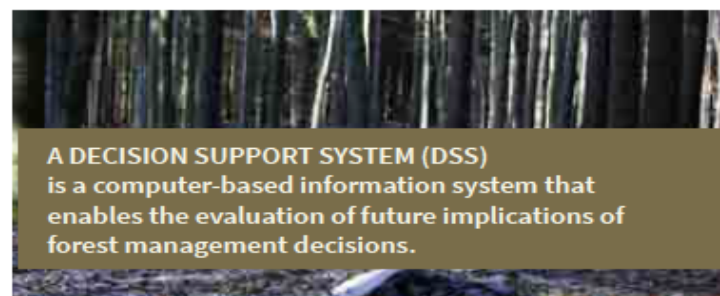 A DECISION SUPPORT SYSTEM (DSS)
is a computer-based information system that
enables the evaluation of future implications of
forest management decisions.